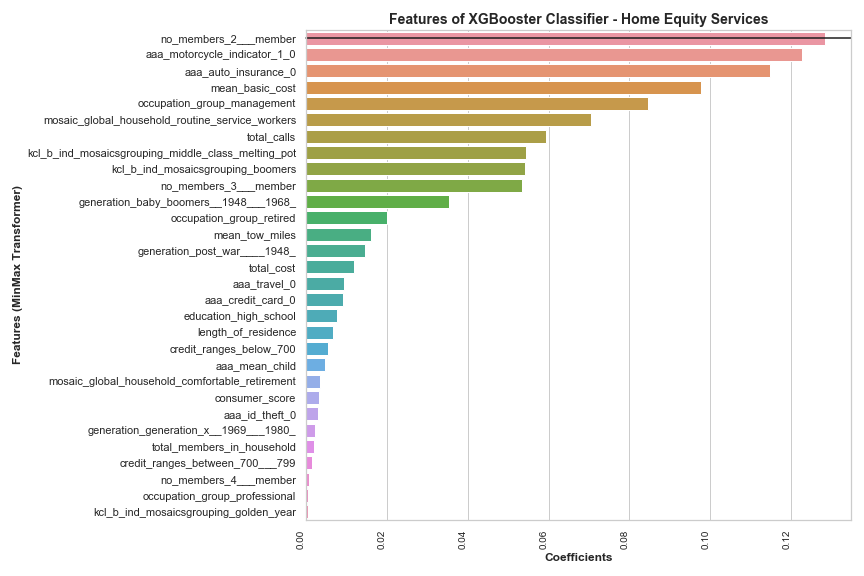 Features of XGBooster Classifier - Home Equity Services
Features (MinMax Transformer)
no_members_2___member
aaa_motorcycle_indicator_1_0
aaa_auto_insurance_0
mean_basic_cost
occupation_group_management
mosaic_global_household_routine_service_workers
total_calls
kcl_b_ind_mosaicsgrouping_middle_class_melting_pot
kcl_b_ind_mosaicsgrouping_boomers
no_members_3___member
generation_baby_boomers__1948___1968_
occupation_group_retired
mean_tow_miles
generation_post_war____1948_
total_cost
aaa_travel_0
aaa_credit_card_0
education_high_school
length_of_residence
credit_ranges_below_700
aaa_mean_child
mosaic_global_household_comfortable_retirement
consumer_score
aaa_id_theft_0
generation_generation_x__1969___1980_
total_members_in_household
credit_ranges_between_700___799
no_members_4___member
occupation_group_professional
kcl_b_ind_mosaicsgrouping_golden_year
0.00
0.02
0.04
0.06
0.08
0.10
0.12
Coefficients